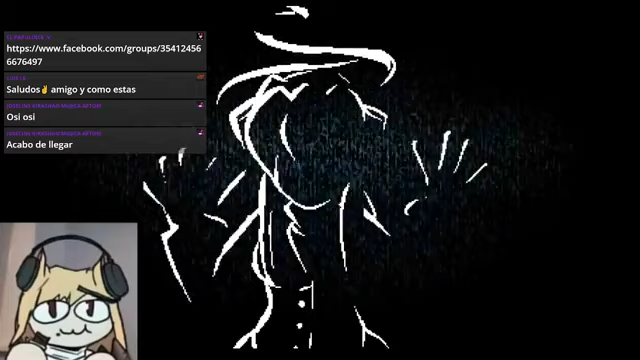 https://www.facebook.com/groups/35412456
6676497
Saludos✌ amigo y como estas
Osi osi
Acabo de llegar